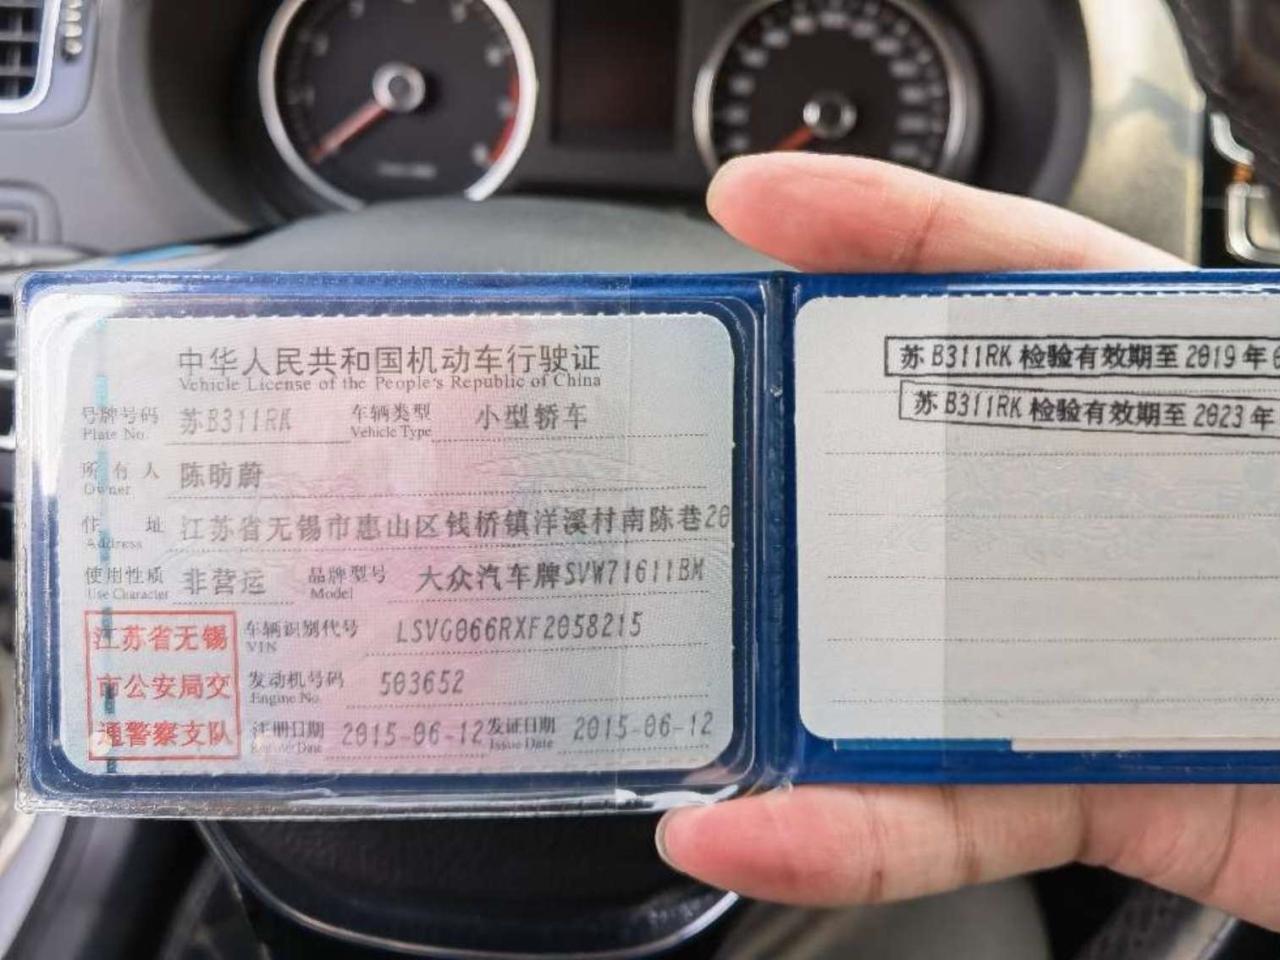 中华人民共和国机动车行驶证
Vehicle License of the People's Republic of China
号牌号码 苏B311RK 车辆类型 小型轿车
Plate No. Vehicle Type
所有人 陈昉蔚
Owner
住址 江苏省无锡市惠山区钱桥镇洋溪村南陈巷20
Address
使用性质 非营运 品牌型号 大众汽车牌SVW71611BM
Use Character Model
江苏省无锡
市公安局交
通警察支队
车辆识别代号 LSVG066RXF2058215
VIN
发动机号码 503652
Engine No.
注册日期 2015-06-12 发证日期 2015-06-12
Register Date Issue Date
苏B311RK检验有效期至2019年
苏B311RK检验有效期至2023年